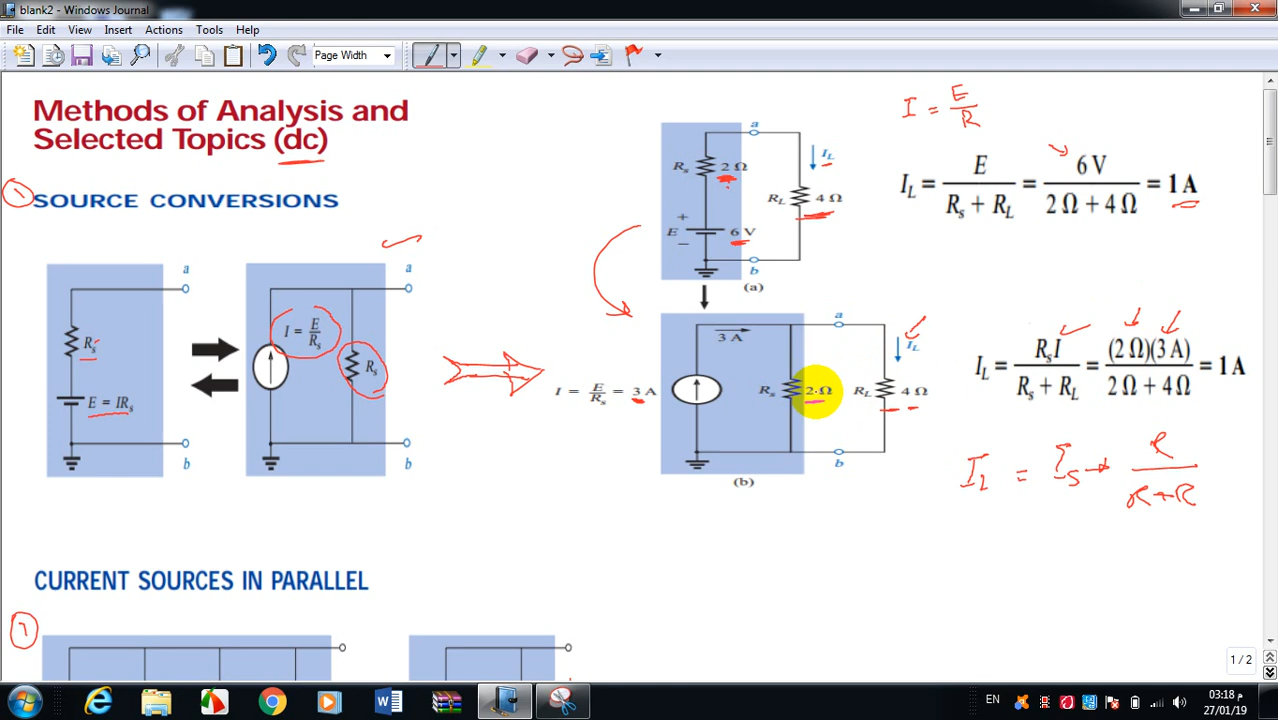 blank2 - Windows Journal
File Edit View Insert Actions Tools Help
Page Width
Methods of Analysis and
Selected Topics (dc)
SOURCE CONVERSIONS
a
Rs
E = IRs
b
a
I = E/Rs
Rs
b
a
Rs 2 Ω
IL
RL 4 Ω
+
E 6 V
−
b
(a)
3 A
a
IL
I = E/Rs = 3 A
Rs 2 Ω
RL 4 Ω
b
(b)
I = E/R
IL = E/(Rs + RL) = 6 V/(2 Ω + 4 Ω) = 1 A
IL = RsI/(Rs + RL) = (2 Ω)(3 A)/(2 Ω + 4 Ω) = 1 A
IL = Is R/(R+R)
CURRENT SOURCES IN PARALLEL
1 / 2
EN
03:18 م
27/01/19